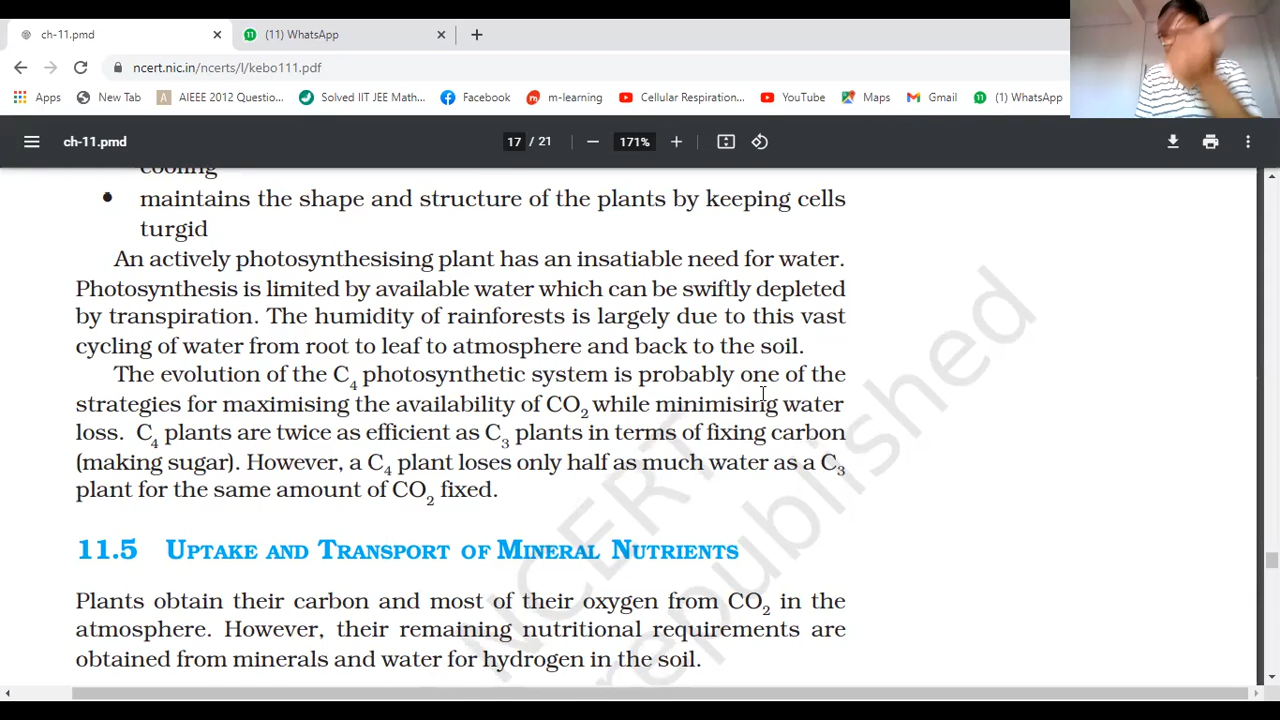 ch-11.pmd
(11) WhatsApp
ncert.nic.in/ncerts/l/kebo111.pdf
Apps New Tab AIEEE 2012 Questio... Solved IIT JEE Math... Facebook m-learning Cellular Respiration... YouTube Maps Gmail (1) WhatsApp
ch-11.pmd 17 / 21 171%
cooling
• maintains the shape and structure of the plants by keeping cells
turgid
An actively photosynthesising plant has an insatiable need for water.
Photosynthesis is limited by available water which can be swiftly depleted
by transpiration. The humidity of rainforests is largely due to this vast
cycling of water from root to leaf to atmosphere and back to the soil.
The evolution of the C4 photosynthetic system is probably one of the
strategies for maximising the availability of CO2 while minimising water
loss. C4 plants are twice as efficient as C3 plants in terms of fixing carbon
(making sugar). However, a C4 plant loses only half as much water as a C3
plant for the same amount of CO2 fixed.
11.5 UPTAKE AND TRANSPORT OF MINERAL NUTRIENTS
Plants obtain their carbon and most of their oxygen from CO2 in the
atmosphere. However, their remaining nutritional requirements are
obtained from minerals and water for hydrogen in the soil.
NCERT
republished